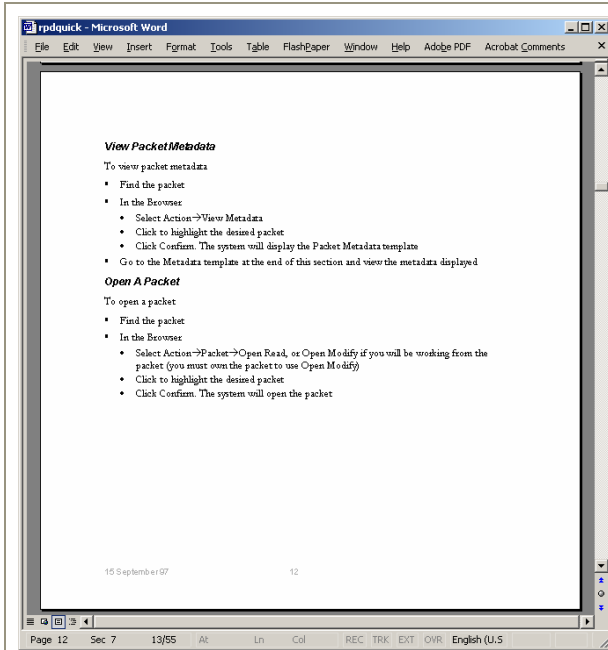 rpdquick - Microsoft Word
File Edit View Insert Format Tools Table FlashPaper Window Help Adobe PDF Acrobat Comments
View Packet Metadata
To view packet metadata
▪ Find the packet
▪ In the Browser
• Select Action→View Metadata
• Click to highlight the desired packet
• Click Confirm. The system will display the Packet Metadata template
▪ Go to the Metadata template at the end of this section and view the metadata displayed
Open A Packet
To open a packet
▪ Find the packet
▪ In the Browser
• Select Action→Packet→Open Read, or Open Modify if you will be working from the
packet (you must own the packet to use Open Modify)
• Click to highlight the desired packet
• Click Confirm. The system will open the packet
15 September 97 12
Page 12 Sec 7 13/55 At Ln Col REC TRK EXT OVR English (U.S